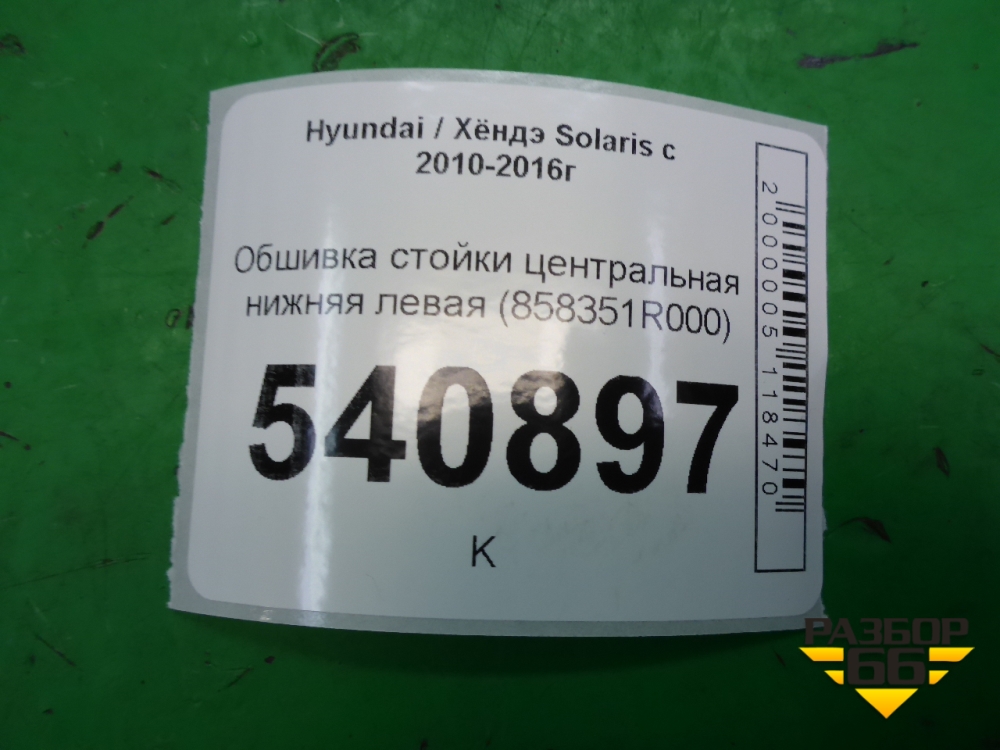 Hyundai / Хёндэ Solaris с
2010-2016г
Обшивка стойки центральная
нижняя левая (858351R000)
540897
К
2000005118470
РАЗБОР
66